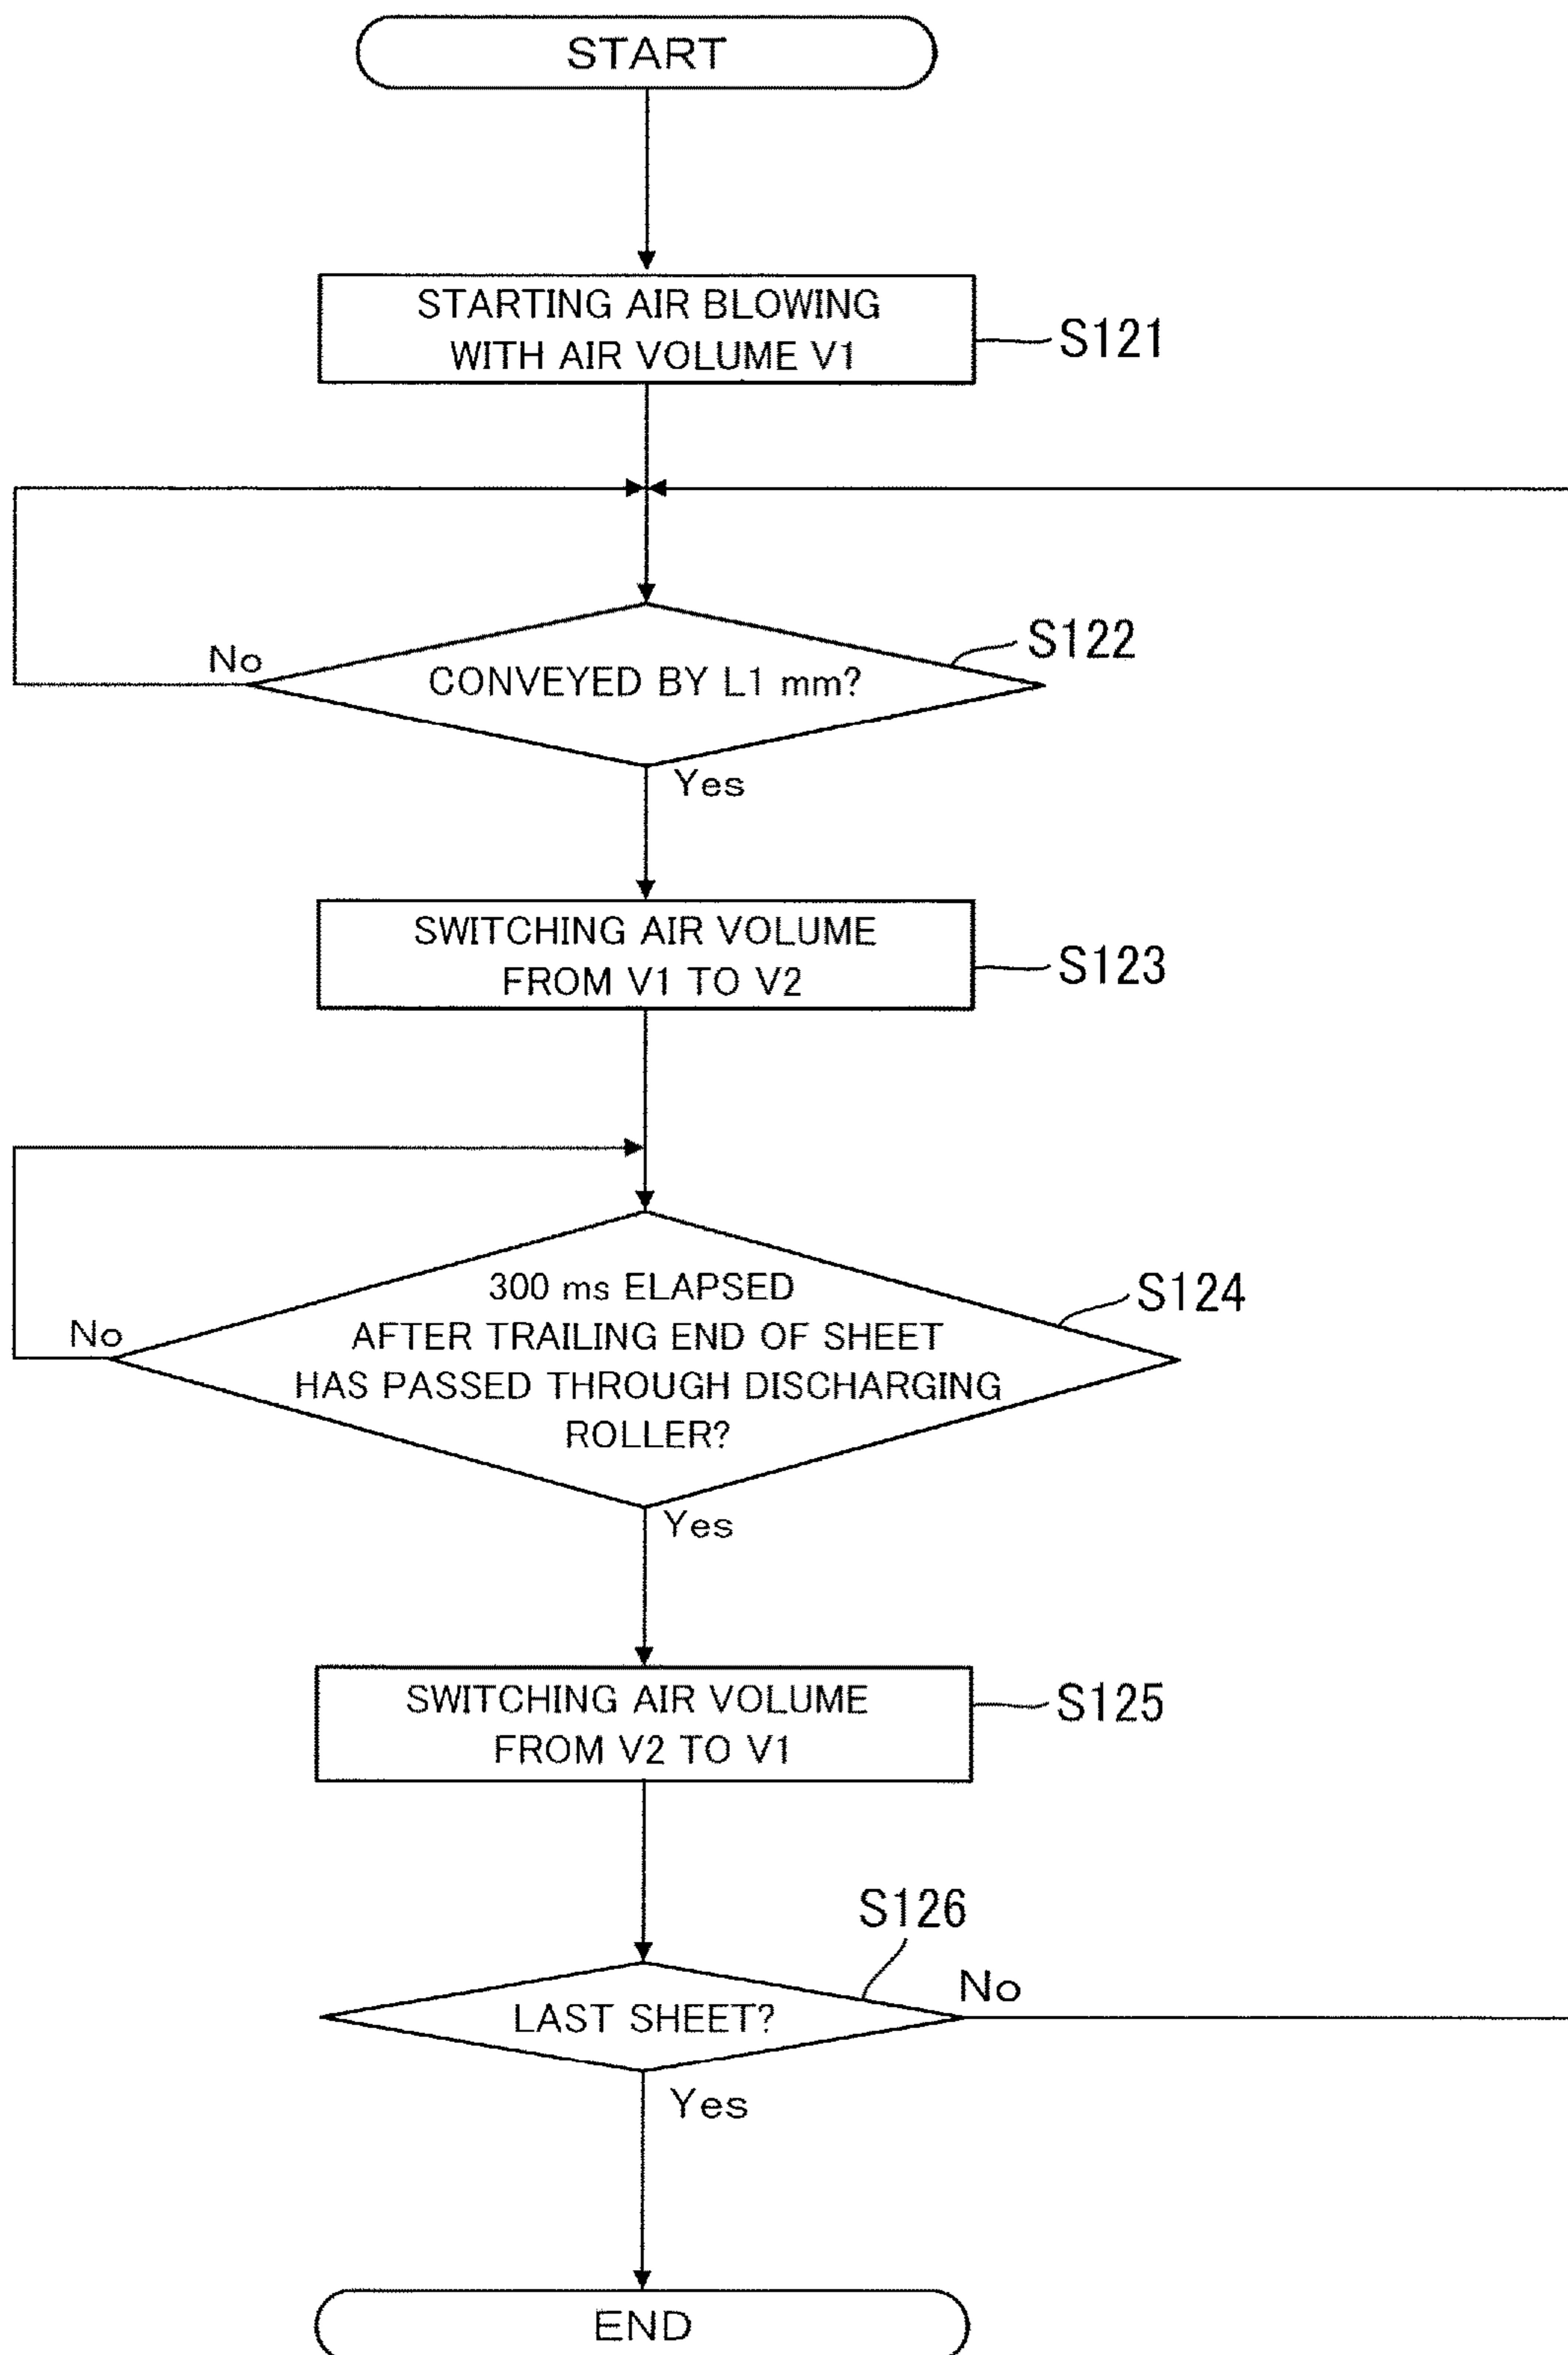 START
STARTING AIR BLOWING
WITH AIR VOLUME V1
S121
S122
No
CONVEYED BY L1 mm?
Yes
SWITCHING AIR VOLUME
FROM V1 TO V2
S123
300 ms ELAPSED
AFTER TRAILING END OF SHEET
HAS PASSED THROUGH DISCHARGING
ROLLER?
S124
No
Yes
SWITCHING AIR VOLUME
FROM V2 TO V1
S125
S126
LAST SHEET?
No
Yes
END